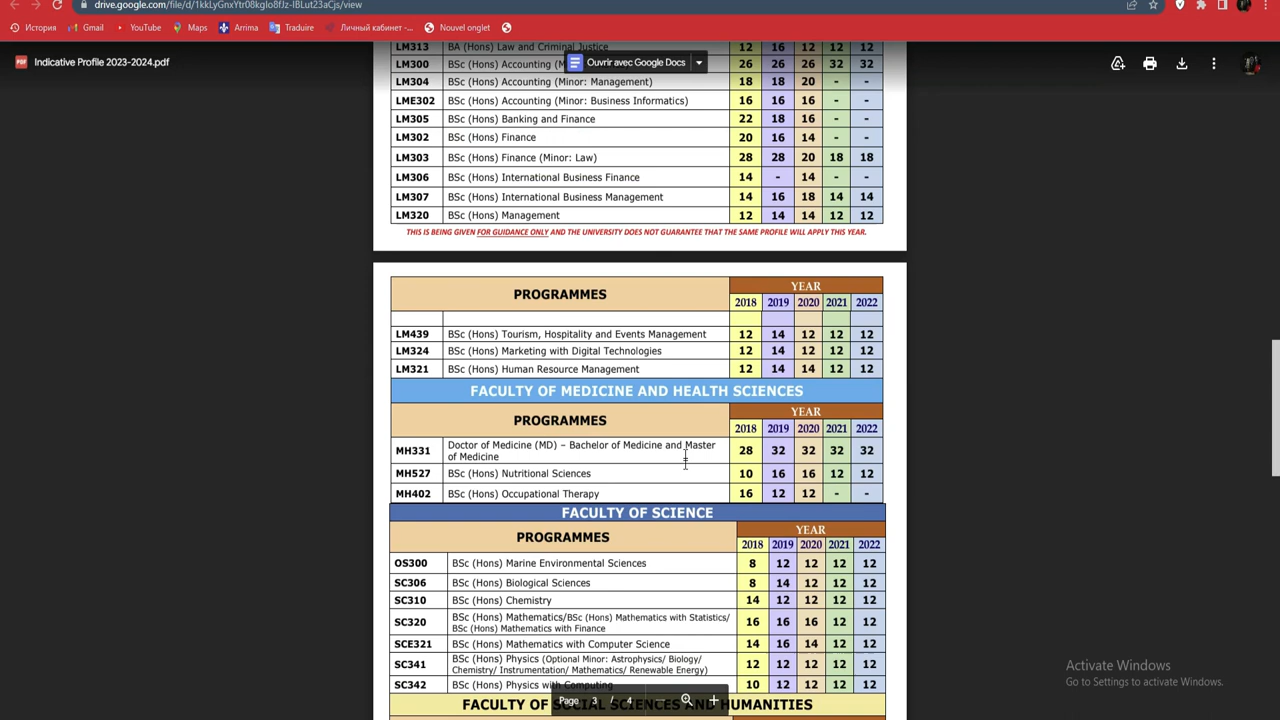 drive.google.com/file/d/1kkLyGnxYtr08kgIo8fJz-IBLut23aCjs/view
История Gmail YouTube Maps Arrima Traduire Личный кабинет -... Nouvel onglet
Indicative Profile 2023-2024.pdf
Ouvrir avec Google Docs
LM313 BA (Hons) Law and Criminal Justice 12 16 12 12 12
LM300 BSc (Hons) Accounting 26 26 26 32 32
LM304 BSc (Hons) Accounting (Minor: Management) 18 18 20 - -
LME302 BSc (Hons) Accounting (Minor: Business Informatics) 16 16 16 - -
LM305 BSc (Hons) Banking and Finance 22 18 16 - -
LM302 BSc (Hons) Finance 20 16 14 - -
LM303 BSc (Hons) Finance (Minor: Law) 28 28 20 18 18
LM306 BSc (Hons) International Business Finance 14 - 14 - -
LM307 BSc (Hons) International Business Management 14 16 18 14 14
LM320 BSc (Hons) Management 12 14 14 12 12
THIS IS BEING GIVEN FOR GUIDANCE ONLY AND THE UNIVERSITY DOES NOT GUARANTEE THAT THE SAME PROFILE WILL APPLY THIS YEAR.
PROGRAMMES YEAR
2018 2019 2020 2021 2022
LM439 BSc (Hons) Tourism, Hospitality and Events Management 12 14 12 12 12
LM324 BSc (Hons) Marketing with Digital Technologies 12 14 12 12 12
LM321 BSc (Hons) Human Resource Management 12 14 14 12 12
FACULTY OF MEDICINE AND HEALTH SCIENCES
PROGRAMMES YEAR
2018 2019 2020 2021 2022
MH331 Doctor of Medicine (MD) – Bachelor of Medicine and Master
of Medicine 28 32 32 32 32
MH527 BSc (Hons) Nutritional Sciences 10 16 16 12 12
MH402 BSc (Hons) Occupational Therapy 16 12 12 - -
FACULTY OF SCIENCE
PROGRAMMES YEAR
2018 2019 2020 2021 2022
OS300 BSc (Hons) Marine Environmental Sciences 8 12 12 12 12
SC306 BSc (Hons) Biological Sciences 8 14 12 12 12
SC310 BSc (Hons) Chemistry 14 12 12 12 12
SC320 BSc (Hons) Mathematics/BSc (Hons) Mathematics with Statistics/
BSc (Hons) Mathematics with Finance 16 16 16 12 12
SCE321 BSc (Hons) Mathematics with Computer Science 14 16 14 12 12
SC341 BSc (Hons) Physics (Optional Minor: Astrophysics/ Biology/
Chemistry/ Instrumentation/ Mathematics/ Renewable Energy) 12 12 12 12 12
SC342 BSc (Hons) Physics with Computing 10 12 12 12 12
Page 3 / 4
FACULTY OF SOCIAL SCIENCES AND HUMANITIES
Activate Windows
Go to Settings to activate Windows.